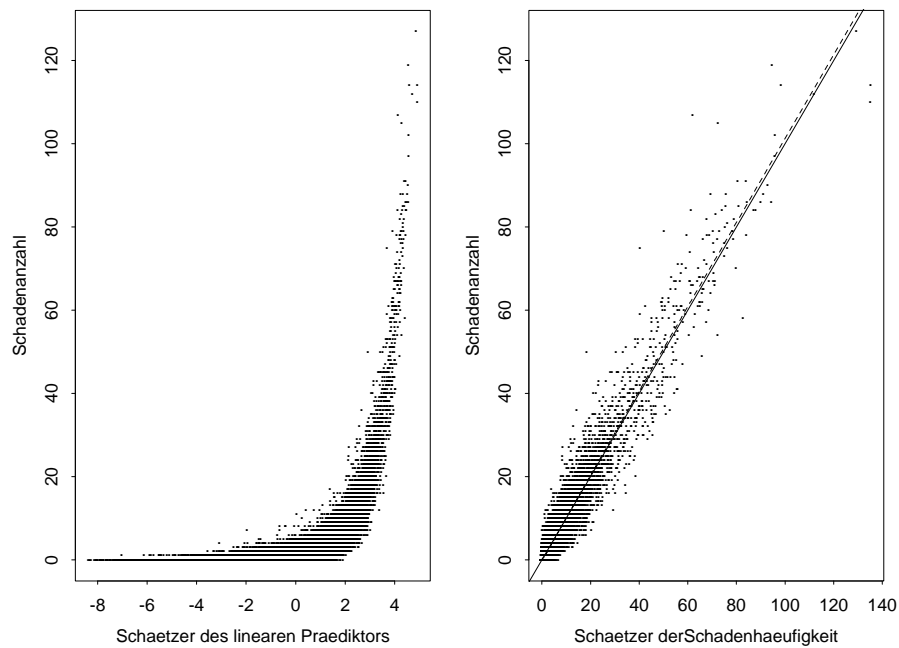 120
100
80
60
40
20
0
Schadenanzahl
-8 -6 -4 -2 0 2 4
Schaetzer des linearen Praediktors
120
100
80
60
40
20
0
Schadenanzahl
0 20 40 60 80 100 120 140
Schaetzer derSchadenhaeufigkeit